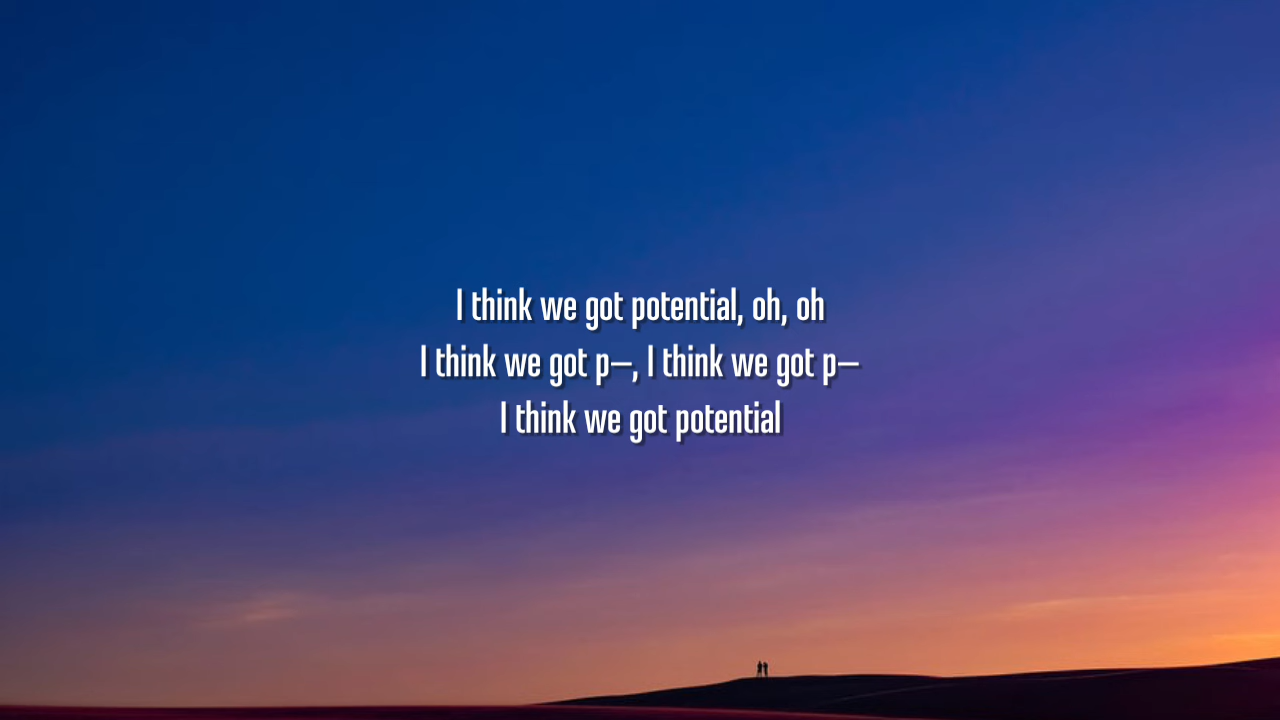 I think we got potential, oh, oh
I think we got p–, I think we got p–
I think we got potential